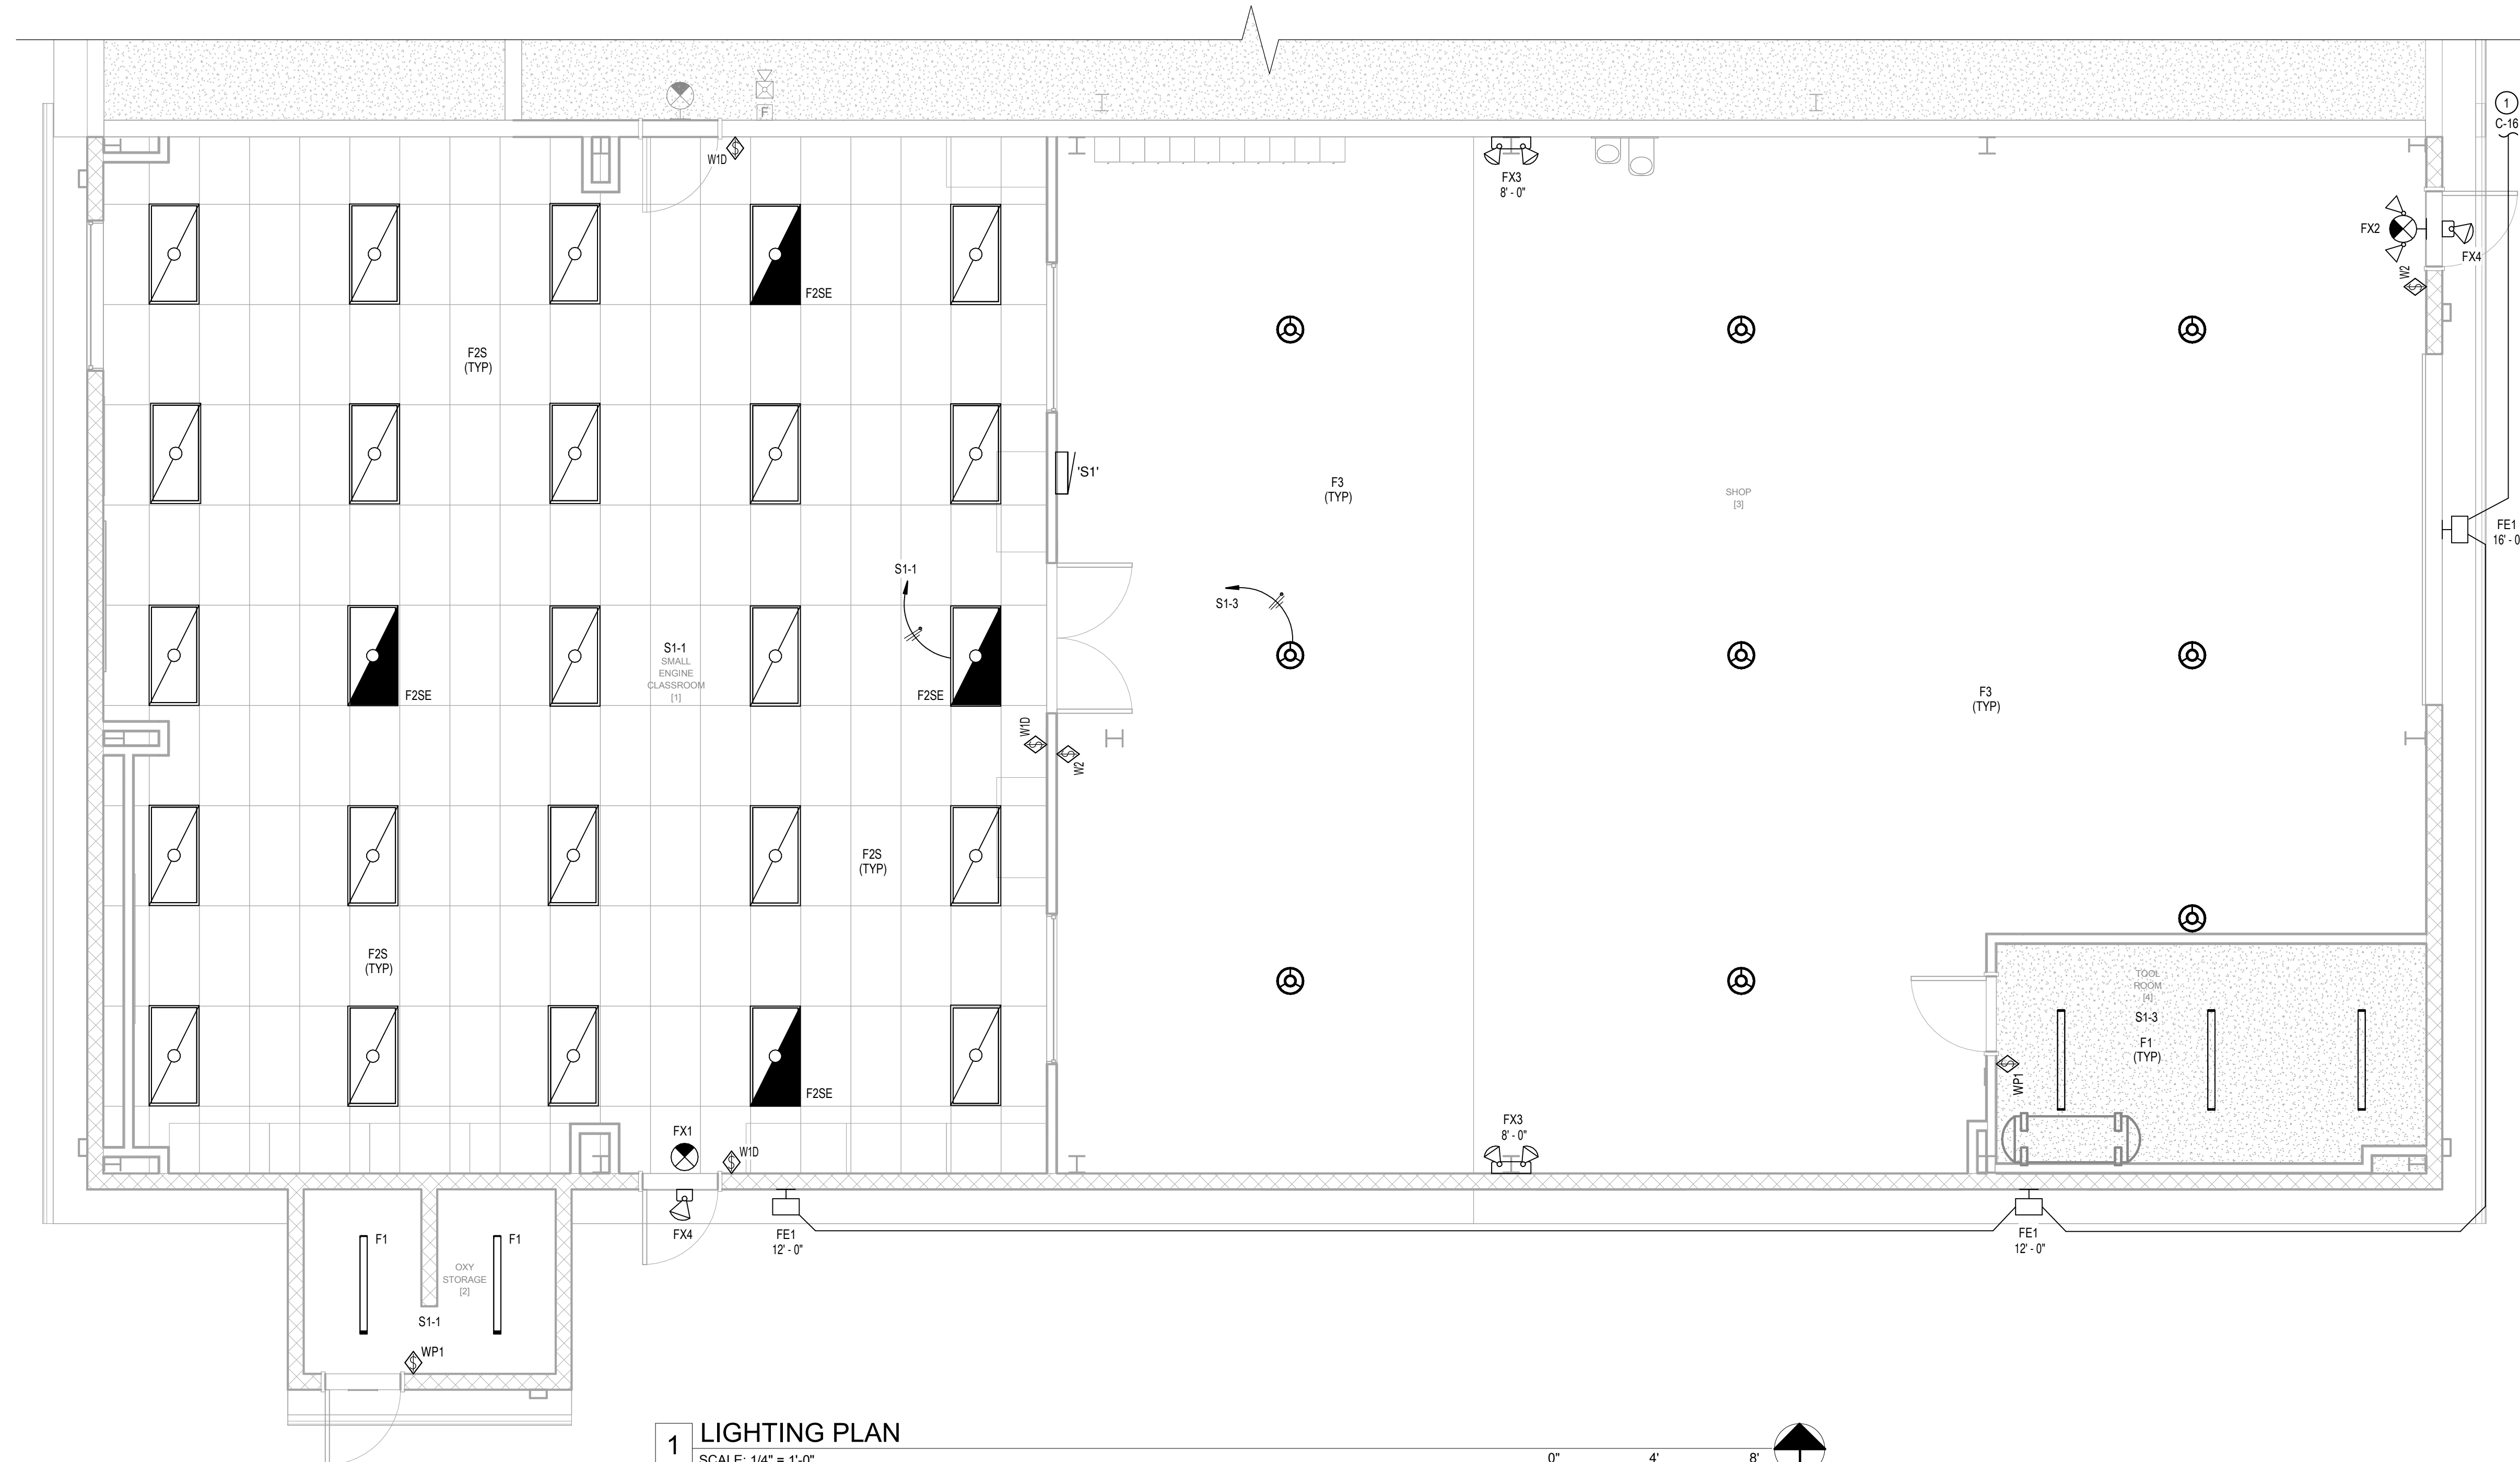 F
1
C-16
W1D
FX3
8' - 0"
FX2
FX4
W2
F2SE
F2S
(TYP)
'S1'
F3
(TYP)
SHOP
[3]
FE1
16' - 0
S1-1
S1-3
S1-1
SMALL
ENGINE
CLASSROOM
[1]
F2SE
F2SE
F3
(TYP)
W1D
W2
F2S
(TYP)
F2S
(TYP)
TOOL
ROOM
[4]
S1-3
F1
(TYP)
WP1
F2SE
FX1
W1D
FX3
8' - 0"
FX4
FE1
12' - 0"
FE1
12' - 0"
F1
F1
OXY
STORAGE
[2]
S1-1
WP1
1
LIGHTING PLAN
SCALE: 1/4" = 1'-0"
0"
4'
8'